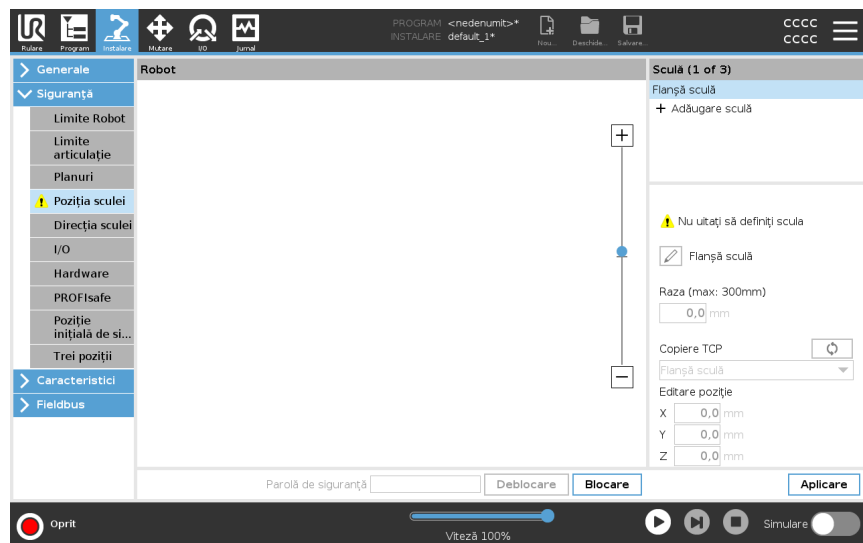 PROGRAM <nedenumit>*
INSTALARE default_1*
Rulare Program Instalare Mutare I/O Jurnal
Nou... Deschide... Salvare...
cccc
cccc
Generale
Siguranță
Limite Robot
Limite
articulație
Planuri
Poziția sculei
Direcția sculei
I/O
Hardware
PROFIsafe
Poziție
inițială de si...
Trei poziții
Caracteristici
Fieldbus
Robot
Sculă (1 of 3)
Flanșă sculă
+ Adăugare sculă
Nu uitați să definiți scula
Flanșă sculă
Raza (max: 300mm)
0,0 mm
Copiere TCP
Flanșă sculă
Editare poziție
X 0,0 mm
Y 0,0 mm
Z 0,0 mm
Parolă de siguranță Deblocare Blocare Aplicare
Oprit
Viteză 100%
Simulare